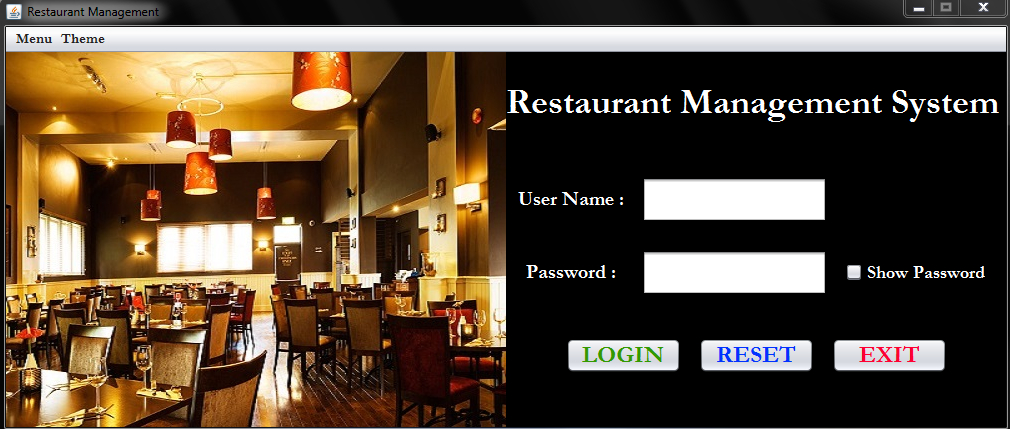 Restaurant Management
Menu Theme
Restaurant Management System
User Name :
Password :
Show Password
LOGIN RESET EXIT